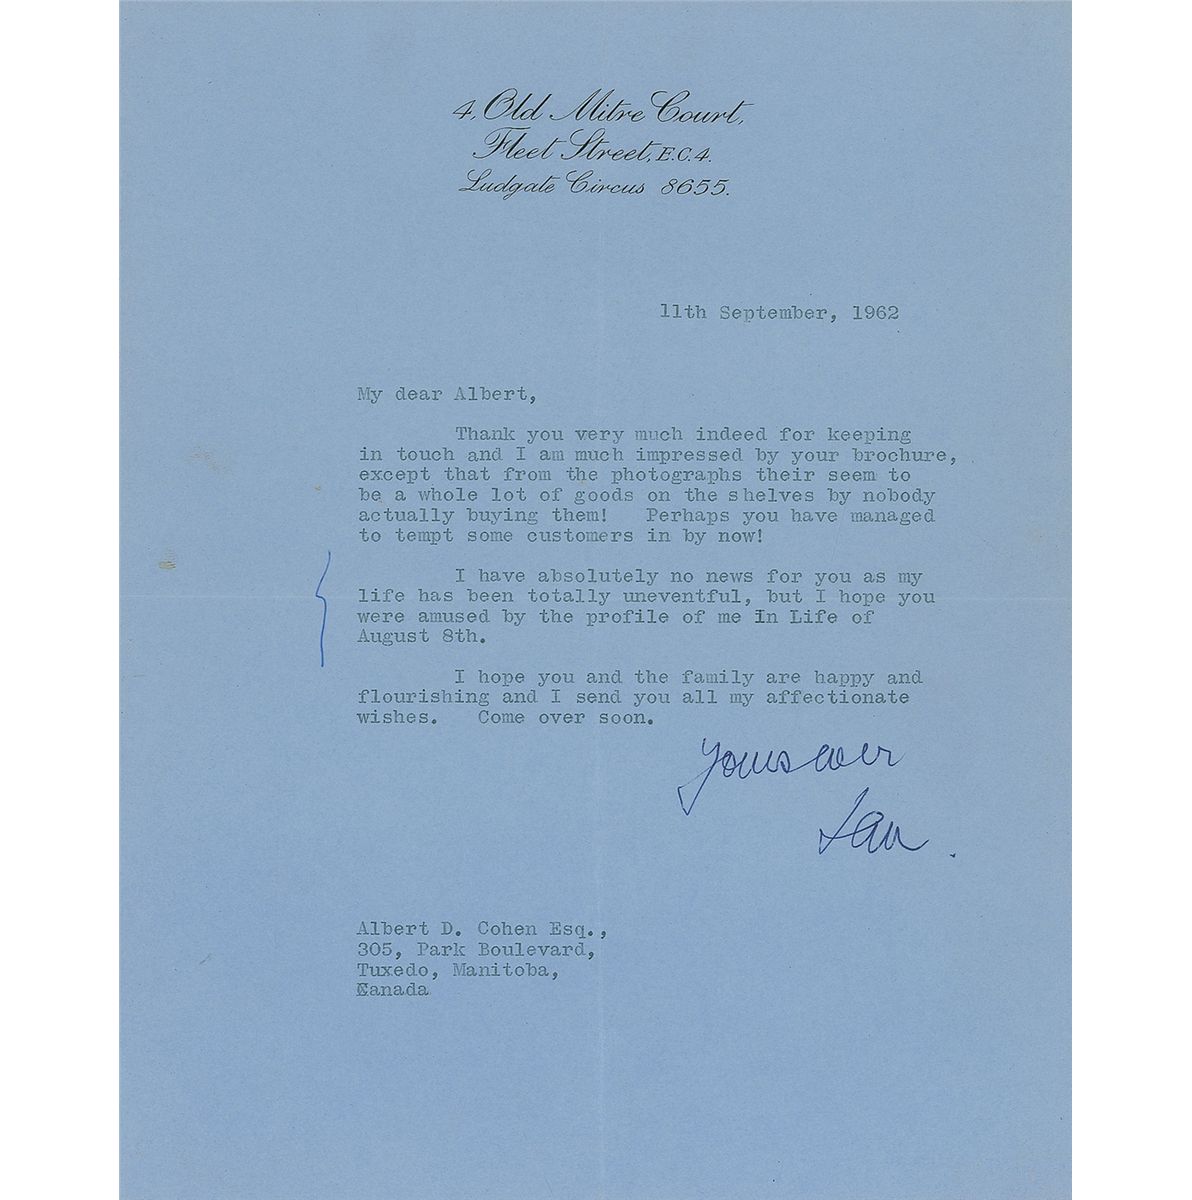 4, Old Mitre Court,
Fleet Street, E.C.4.
Ludgate Circus 8655.
11th September, 1962
My dear Albert,
Thank you very much indeed for keeping
in touch and I am much impressed by your brochure,
except that from the photographs their seem to
be a whole lot of goods on the shelves by nobody
actually buying them! Perhaps you have managed
to tempt some customers in by now!
I have absolutely no news for you as my
life has been totally uneventful, but I hope you
were amused by the profile of me In Life of
August 8th.
I hope you and the family are happy and
flourishing and I send you all my affectionate
wishes. Come over soon.
Yours ever
Ian.
Albert D. Cohen Esq.,
305, Park Boulevard,
Tuxedo, Manitoba,
Canada